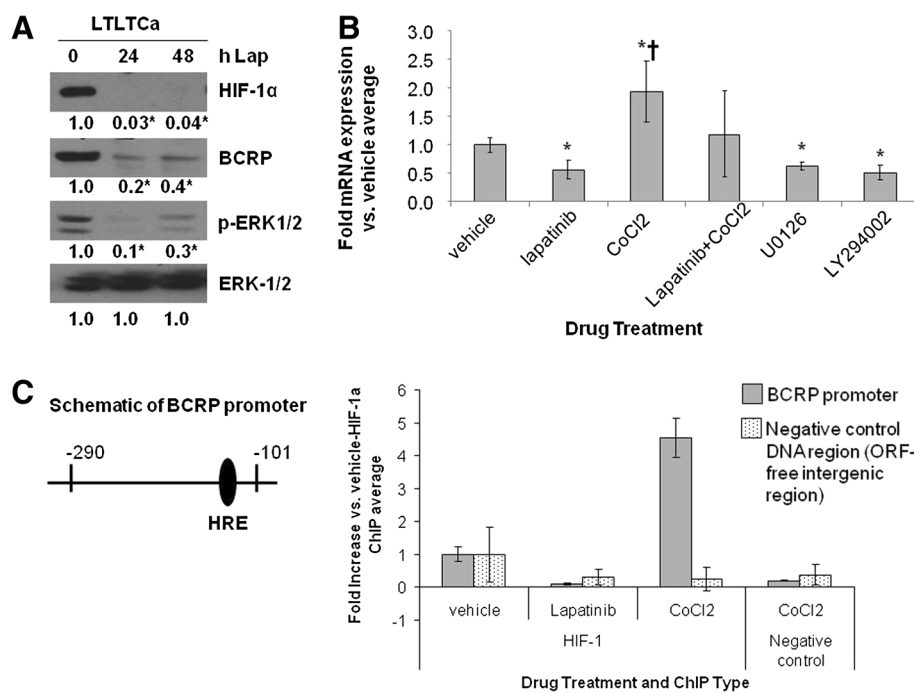 A
LTLTCa
0 24 48 h Lap
HIF-1α
1.0 0.03* 0.04*
BCRP
1.0 0.2* 0.4*
p-ERK1/2
1.0 0.1* 0.3*
ERK-1/2
1.0 1.0 1.0
B
Fold mRNA expression
vs. vehicle average
3.0
2.5
2.0
1.5
1.0
0.5
0.0
*
*†
*
*
vehicle
lapatinib
CoCl2
Lapatinib+CoCl2
U0126
LY294002
Drug Treatment
C
Schematic of BCRP promoter
-290
-101
HRE
Fold Increase vs. vehicle-HIF-1a
ChIP average
6
5
4
3
2
1
0
-1
BCRP promoter
Negative control
DNA region (ORF-
free intergenic
region)
vehicle Lapatinib CoCl2 CoCl2
HIF-1 Negative
control
Drug Treatment and ChIP Type